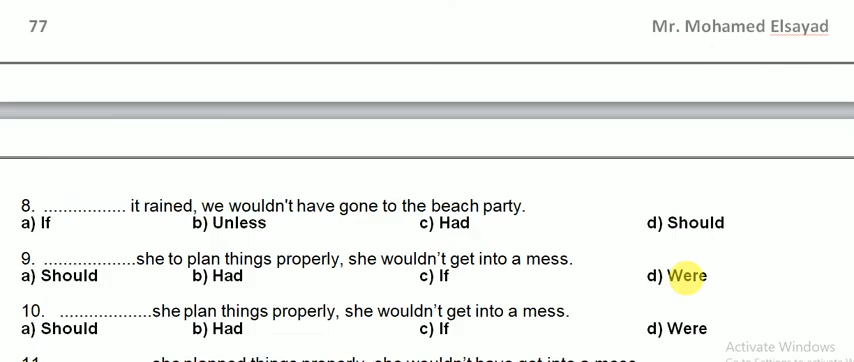 77
Mr. Mohamed Elsayad
8. ................. it rained, we wouldn't have gone to the beach party.
a) If b) Unless c) Had d) Should
9. ...................she to plan things properly, she wouldn't get into a mess.
a) Should b) Had c) If d) Were
10. ...................she plan things properly, she wouldn't get into a mess.
a) Should b) Had c) If d) Were
Activate Windows